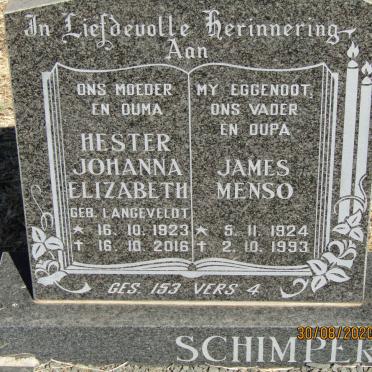 In Liefdevolle Herinnering
Aan
ONS MOEDER
EN OUMA
HESTER
JOHANNA
ELIZABETH
GEB. LANGEVELDT
* 16. 10. 1923
† 16. 10. 2016
MY EGGENOOT,
ONS VADER
EN OUPA
JAMES
MENSO
* 5. 11. 1924
† 2. 10. 1993
GES. 153 VERS 4
30/08/2020